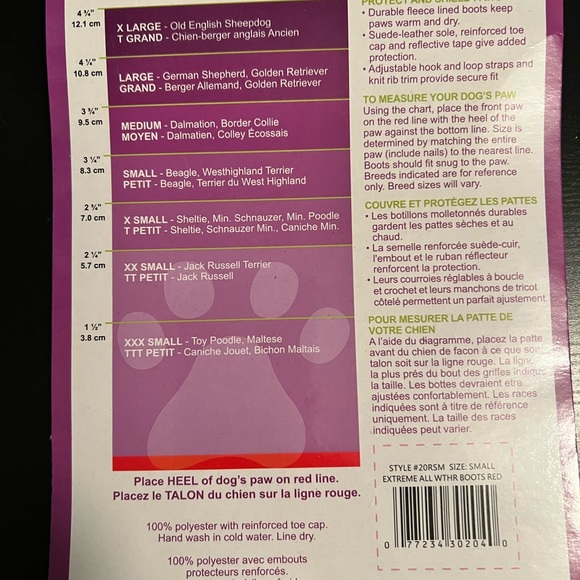 4 ¾"
12.1 cm
X LARGE - Old English Sheepdog
T GRAND - Chien-berger anglais Ancien
4 ¼"
10.8 cm
LARGE - German Shepherd, Golden Retriever
GRAND - Berger Allemand, Golden Retriever
3 ¾"
9.5 cm
MEDIUM - Dalmation, Border Collie
MOYEN - Dalmatien, Colley Écossais
3 ¼"
8.3 cm
SMALL - Beagle, Westhighland Terrier
PETIT - Beagle, Terrier du West Highland
2 ¾"
7.0 cm
X SMALL - Sheltie, Min. Schnauzer, Min. Poodle
T PETIT - Sheltie, Schnauzer Min., Caniche Min.
2 ¼"
5.7 cm
XX SMALL - Jack Russell Terrier
TT PETIT - Jack Russell
1 ½"
3.8 cm
XXX SMALL - Toy Poodle, Maltese
TTT PETIT - Caniche Jouet, Bichon Maltais
Place HEEL of dog's paw on red line.
Placez le TALON du chien sur la ligne rouge.
100% polyester with reinforced toe cap.
Hand wash in cold water. Line dry.
100% polyester avec embouts
protecteurs renforcés.
PROTECT AND SHIELD
• Durable fleece lined boots keep
paws warm and dry.
• Suede-leather sole, reinforced toe
cap and reflective tape give added
protection.
• Adjustable hook and loop straps and
knit rib trim provide secure fit
TO MEASURE YOUR DOG'S PAW
Using the chart, place the front paw
on the red line with the heel of the
paw against the bottom line. Size is
determined by matching the entire
paw (include nails) to the nearest line.
Boots should fit snug to the paw.
Breeds indicated are for reference
only. Breed sizes will vary.
COUVRE ET PROTÉGEZ LES PATTES
• Les botillons molletonnés durables
gardent les pattes sèches et au
chaud.
• La semelle renforcée suède-cuir,
l'embout et le ruban réflecteur
renforcent la protection.
• Leurs courroies réglables à boucle
et crochet et leurs manchons de tricot
côtelé permettent un parfait ajustement
POUR MESURER LA PATTE DE
VOTRE CHIEN
A l'aide du diagramme, placez la patte
avant du chien de facon à ce que son
talon soit sur la ligne rouge. La ligne
la plus prés du bout des griffes indique
la taille. Les bottes devraient etre
ajustées confortablement. Les races
indiquées sont à titre de référence
uniquement. La taille des races
indiquées peut varier.
STYLE #20RSM SIZE: SMALL
EXTREME ALL WTHR BOOTS RED
0 77234 30204 0